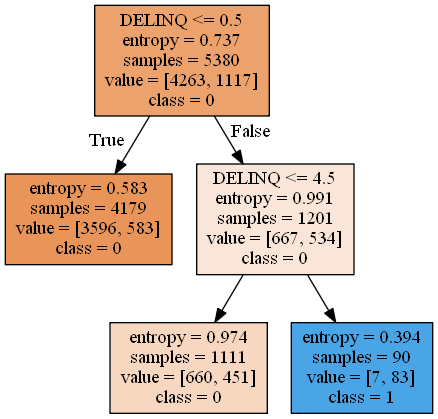 DELINQ <= 0.5
entropy = 0.737
samples = 5380
value = [4263, 1117]
class = 0
True
False
entropy = 0.583
samples = 4179
value = [3596, 583]
class = 0
DELINQ <= 4.5
entropy = 0.991
samples = 1201
value = [667, 534]
class = 0
entropy = 0.974
samples = 1111
value = [660, 451]
class = 0
entropy = 0.394
samples = 90
value = [7, 83]
class = 1